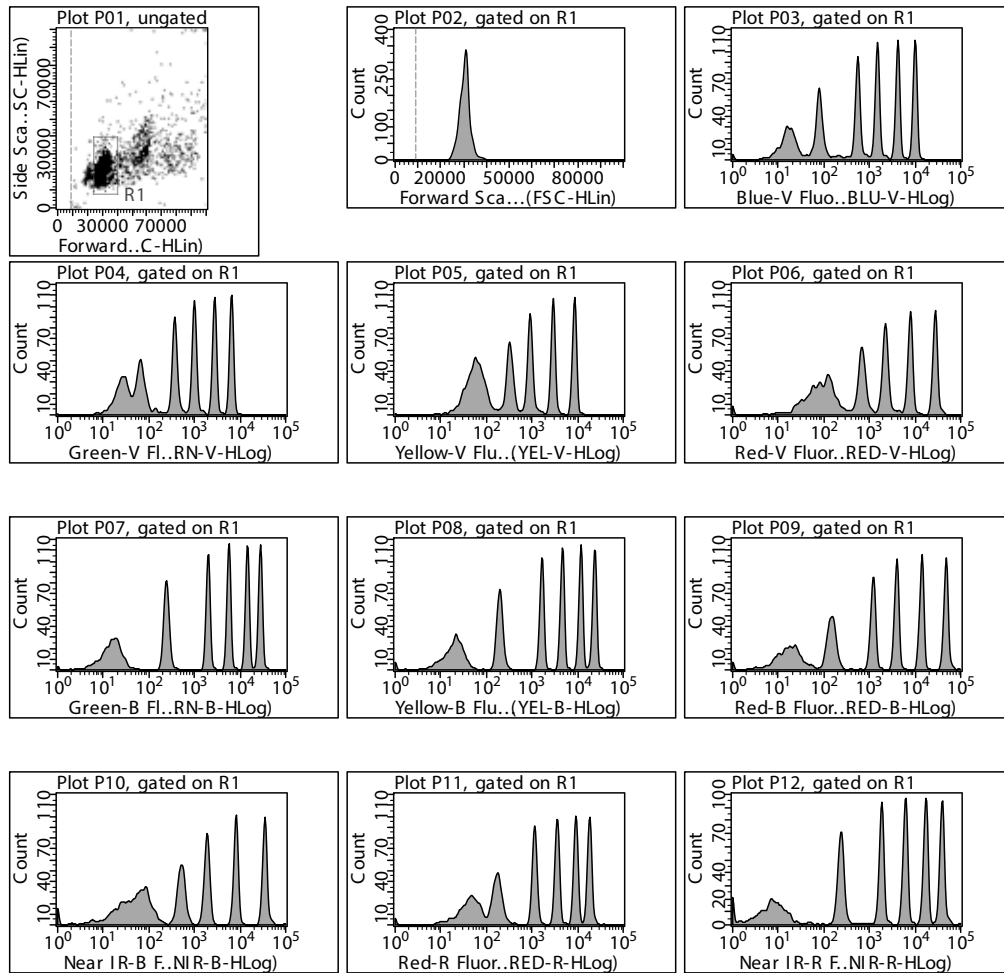 Plot P01, ungated
Side Sca..SC-HLin)
0 30000 70000
R1
0 30000 70000
Forward..C-HLin)
Plot P02, gated on R1
Count
0 100 250 400
20000 50000 80000
Forward Sca...(FSC-HLin)
Plot P03, gated on R1
Count
10 40 70 110
10^0 10^1 10^2 10^3 10^4 10^5
Blue-V Fluo..BLU-V-HLog)
Plot P04, gated on R1
Count
10 40 70 110
10^0 10^1 10^2 10^3 10^4 10^5
Green-V Fl..RN-V-HLog)
Plot P05, gated on R1
Count
10 40 70 110
10^0 10^1 10^2 10^3 10^4 10^5
Yellow-V Flu..(YEL-V-HLog)
Plot P06, gated on R1
Count
10 40 70 110
10^0 10^1 10^2 10^3 10^4 10^5
Red-V Fluor..RED-V-HLog)
Plot P07, gated on R1
Count
10 40 70 110
10^0 10^1 10^2 10^3 10^4 10^5
Green-B Fl..RN-B-HLog)
Plot P08, gated on R1
Count
10 40 70 110
10^0 10^1 10^2 10^3 10^4 10^5
Yellow-B Flu..(YEL-B-HLog)
Plot P09, gated on R1
Count
10 40 70 110
10^0 10^1 10^2 10^3 10^4 10^5
Red-B Fluor..RED-B-HLog)
Plot P10, gated on R1
Count
10 40 70 110
10^0 10^1 10^2 10^3 10^4 10^5
Near IR-B F..NIR-B-HLog)
Plot P11, gated on R1
Count
10 40 70 110
10^0 10^1 10^2 10^3 10^4 10^5
Red-R Fluor...RED-R-HLog)
Plot P12, gated on R1
Count
0 20 40 70 100
10^0 10^1 10^2 10^3 10^4 10^5
Near IR-R F..NIR-R-HLog)